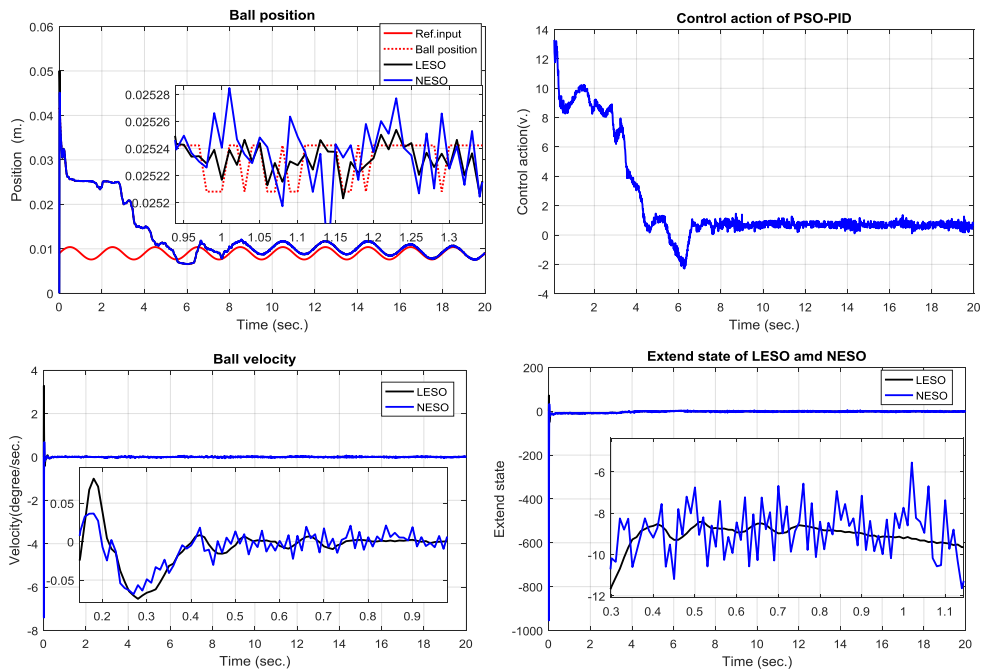 Ball position
0.06
0.05
0.04
0.03
0.02
0.01
0
Position (m.)
Ref.input
Ball position
LESO
NESO
0.02528
0.02526
0.02524
0.02522
0.0252
0.95 1 1.05 1.1 1.15 1.2 1.25 1.3
0 2 4 6 8 10 12 14 16 18 20
Time (sec.)
Control action of PSO-PID
14
12
10
8
6
4
2
0
-2
-4
Control action(v.)
2 4 6 8 10 12 14 16 18 20
Time (sec.)
Ball velocity
4
2
0
-2
-4
-6
-8
Velocity(degree/sec.)
LESO
NESO
0.05
0
-0.05
0.2 0.3 0.4 0.5 0.6 0.7 0.8 0.9
0 2 4 6 8 10 12 14 16 18 20
Time (sec.)
Extend state of LESO amd NESO
200
0
-200
-400
-600
-800
-1000
Extend state
LESO
NESO
-6
-8
-10
-12
0.3 0.4 0.5 0.6 0.7 0.8 0.9 1 1.1
0 2 4 6 8 10 12 14 16 18 20
Time (sec.)